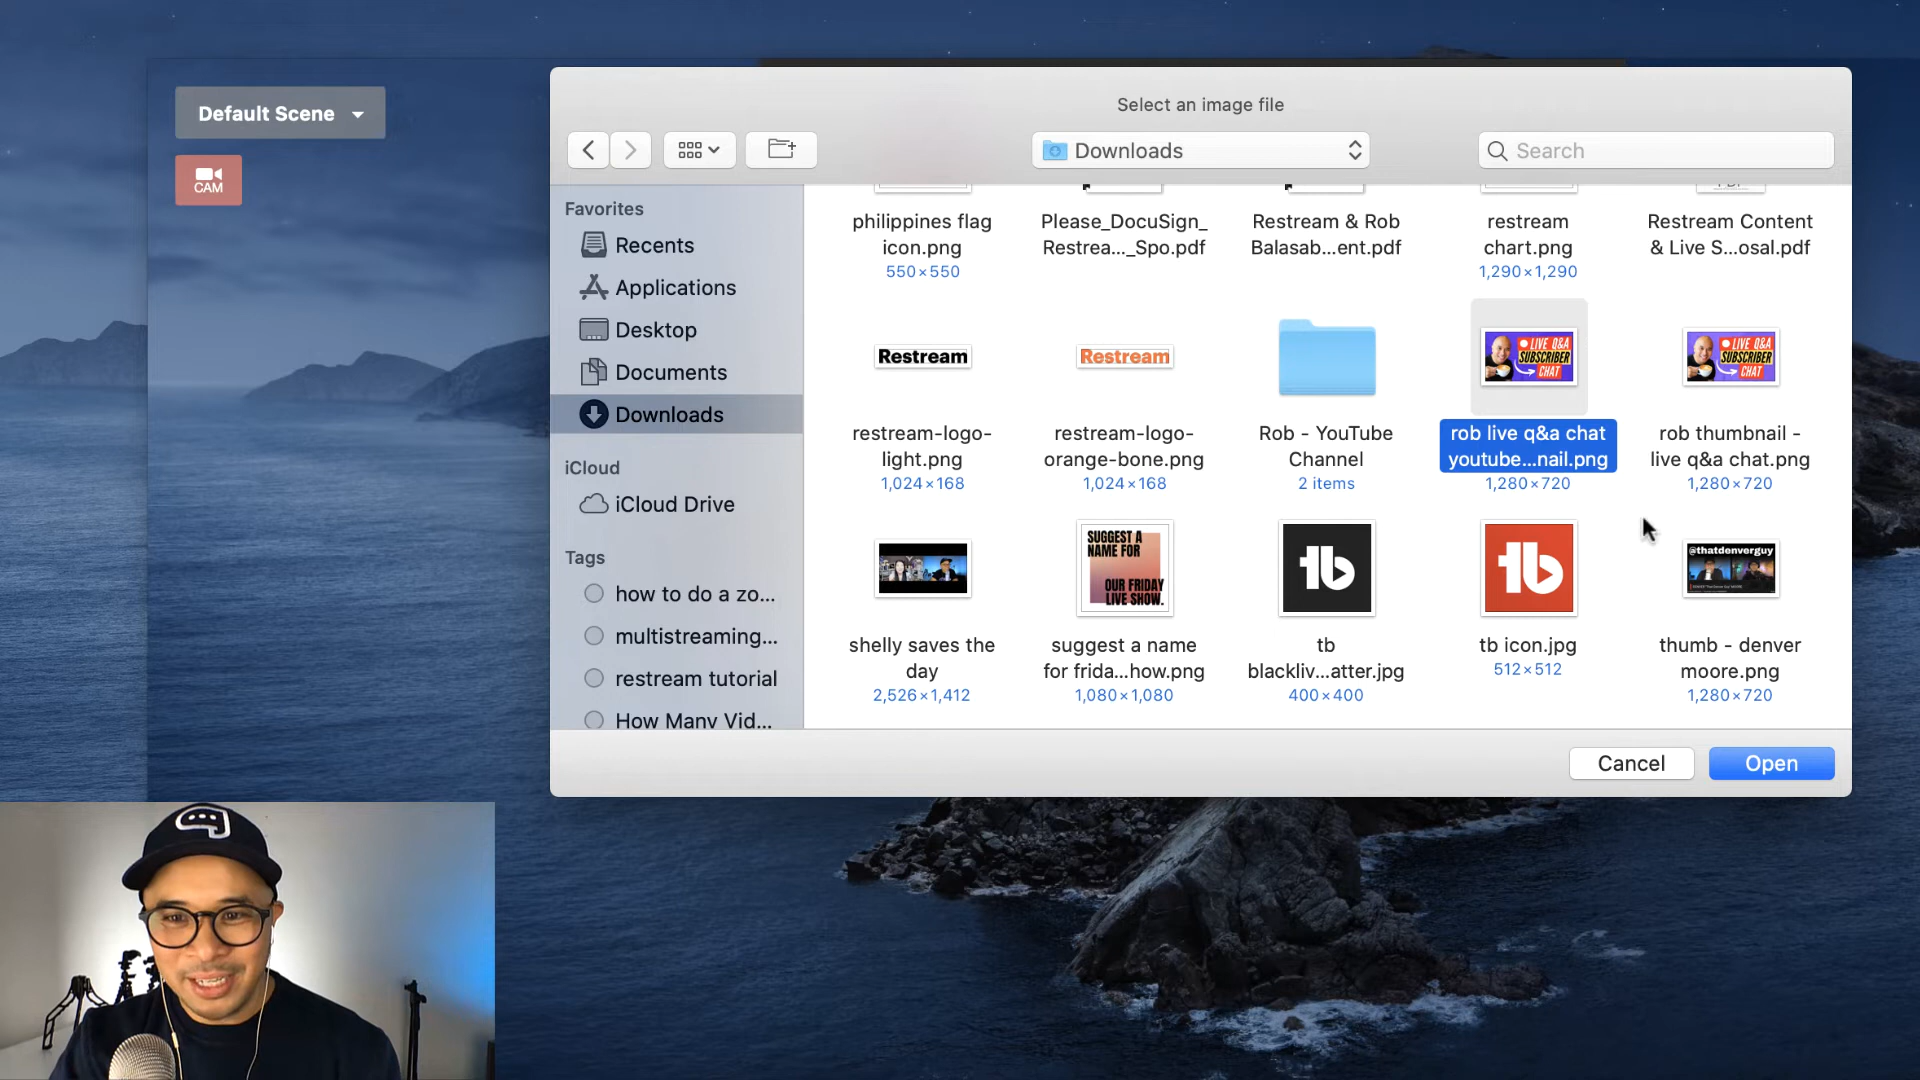 Select an image file
Default Scene
CAM
Downloads
Search
Favorites
Recents
Applications
Desktop
Documents
Downloads
iCloud
iCloud Drive
Tags
how to do a zo...
multistreaming...
restream tutorial
How Many Vid...
philippines flag
icon.png
550×550
Please_DocuSign_
Restrea..._Spo.pdf
Restream & Rob
Balasab...ent.pdf
restream
chart.png
1,290×1,290
Restream Content
& Live S...osal.pdf
Restream
restream-logo-
light.png
1,024×168
Restream
restream-logo-
orange-bone.png
1,024×168
Rob - YouTube
Channel
2 items
LIVE Q&A
SUBSCRIBER
CHAT
rob live q&a chat
youtube...nail.png
1,280×720
LIVE Q&A
SUBSCRIBER
CHAT
rob thumbnail -
live q&a chat.png
1,280×720
shelly saves the
day
2,526×1,412
SUGGEST A
NAME FOR
OUR FRIDAY
LIVE SHOW.
suggest a name
for frida...how.png
1,080×1,080
tb
tb
blackliv...atter.jpg
400×400
tb
tb icon.jpg
512×512
@thatdenverguy
thumb - denver
moore.png
1,280×720
Cancel
Open